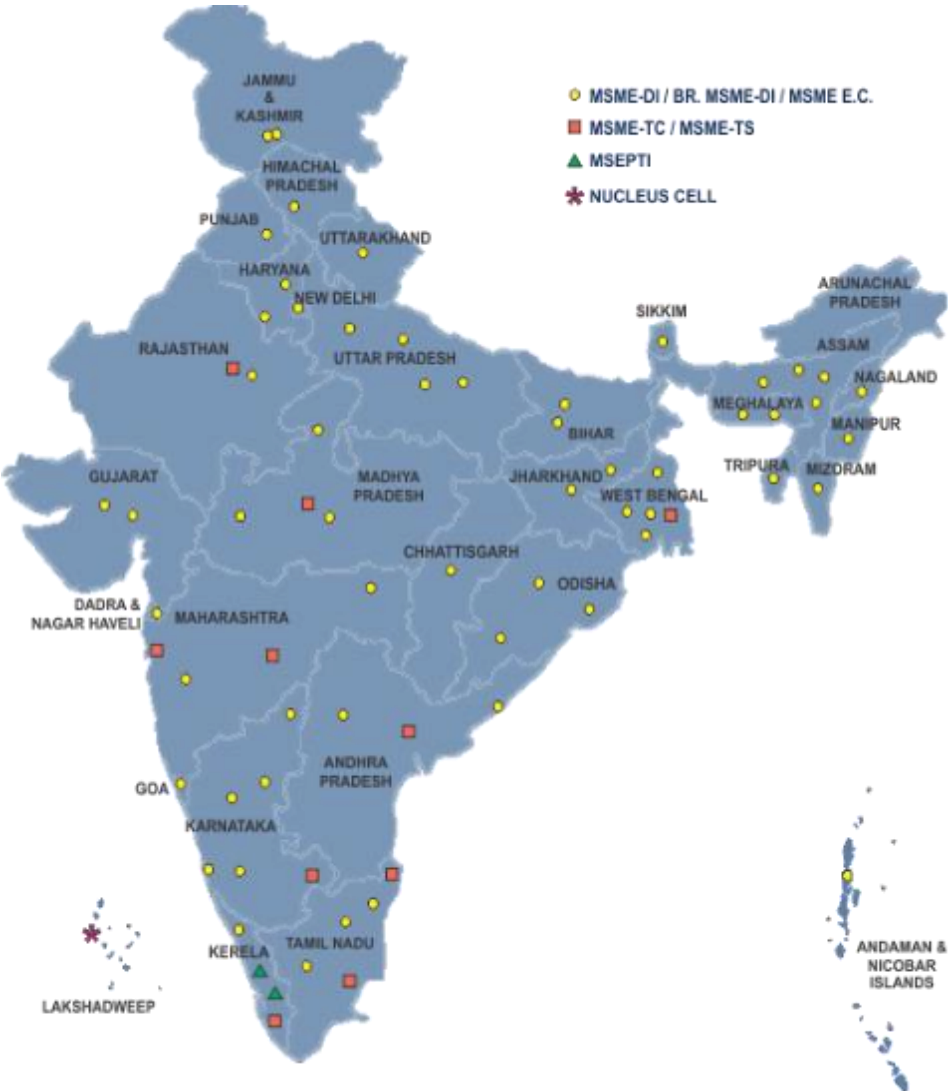 JAMMU
&
KASHMIR
MSME-DI / BR. MSME-DI / MSME E.C.
MSME-TC / MSME-TS
MSEPTI
NUCLEUS CELL
HIMACHAL
PRADESH
PUNJAB
UTTARAKHAND
HARYANA
NEW DELHI
ARUNACHAL
PRADESH
SIKKIM
RAJASTHAN
UTTAR PRADESH
ASSAM
NAGALAND
MEGHALAYA
MANIPUR
BIHAR
GUJARAT
MADHYA
PRADESH
JHARKHAND
TRIPURA
MIZORAM
WEST BENGAL
CHHATTISGARH
ODISHA
DADRA &
NAGAR HAVELI
MAHARASHTRA
ANDHRA
PRADESH
GOA
KARNATAKA
KERELA
TAMIL NADU
LAKSHADWEEP
ANDAMAN &
NICOBAR
ISLANDS